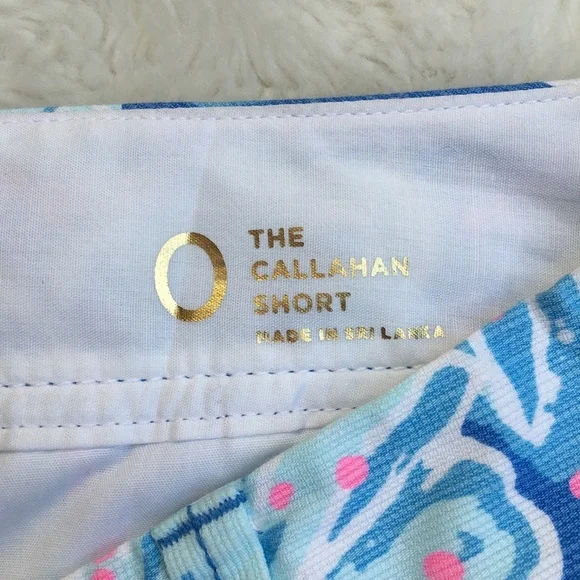 0
THE
CALLAHAN
SHORT
MADE IN SRI LANKA